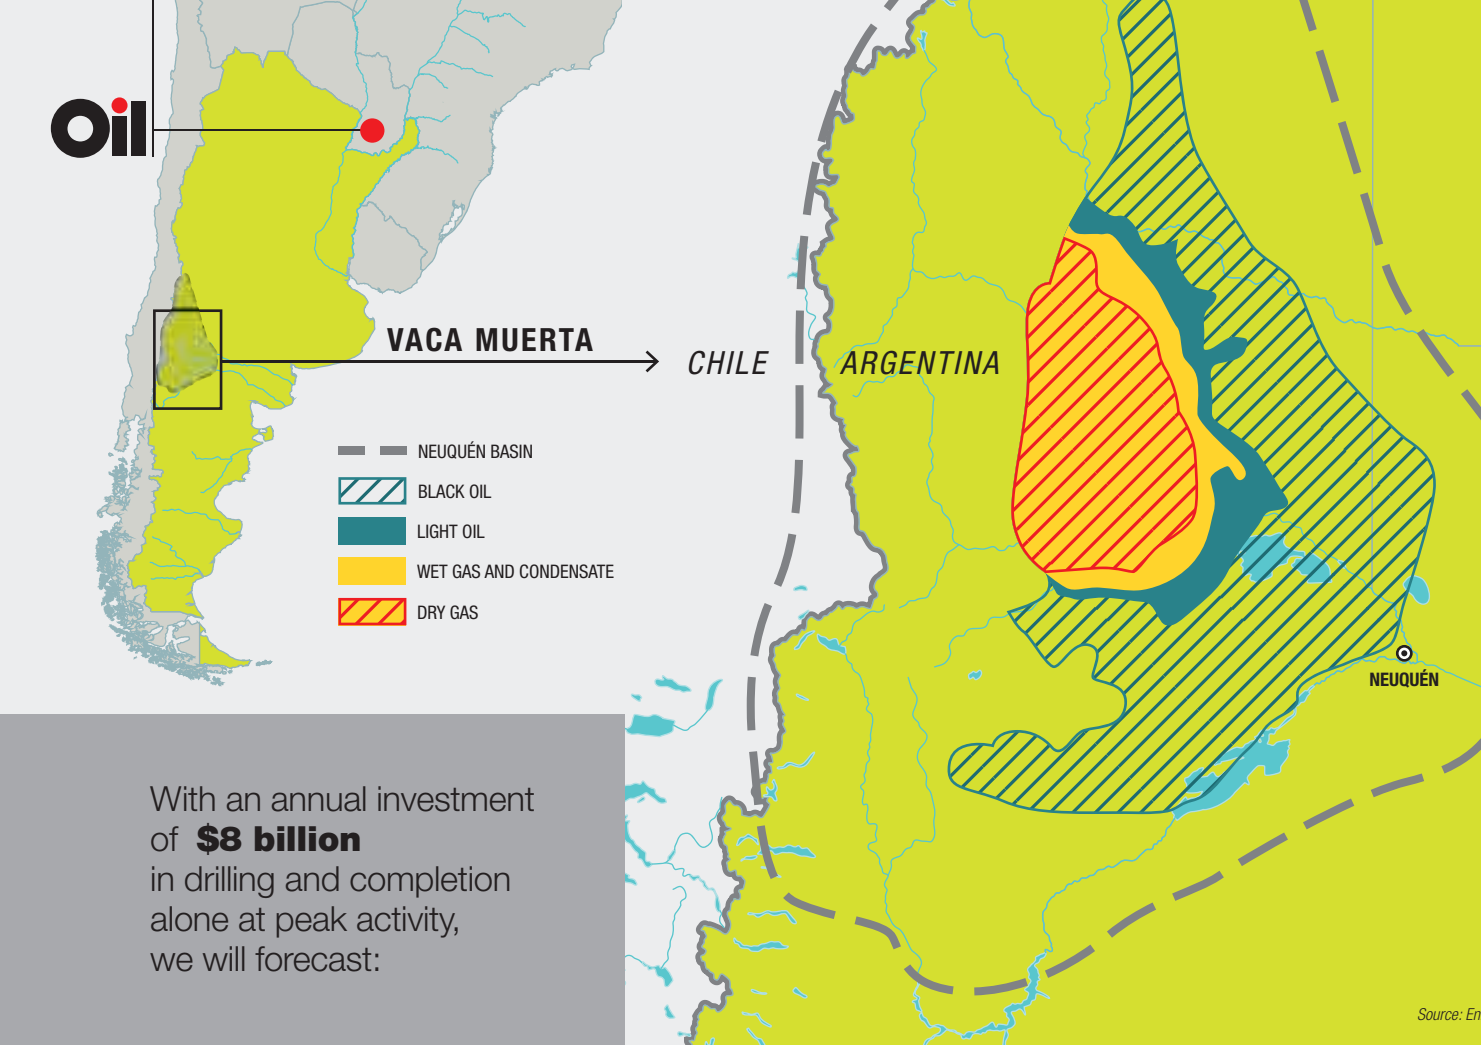 Oil
VACA MUERTA
CHILE
ARGENTINA
NEUQUÉN BASIN
BLACK OIL
LIGHT OIL
WET GAS AND CONDENSATE
DRY GAS
NEUQUÉN
With an annual investment
of $8 billion
in drilling and completion
alone at peak activity,
we will forecast:
Source: